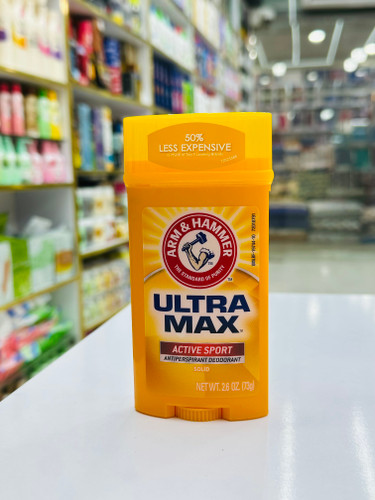 50%
LESS EXPENSIVE
ARM & HAMMER
THE STANDARD OF PURITY
™
ULTRA
MAX®
ACTIVE SPORT
ANTIPERSPIRANT DEODORANT
SOLID
NET WT. 2.6 OZ. (73g)